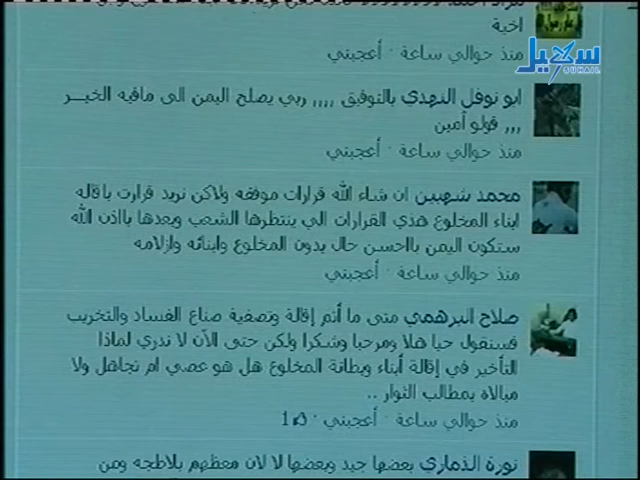 اخية
منذ حوالي ساعة · أعجبني
سهيل
SUHAIL
ابو نوفل النهدي بالتوفيق ,,,, ربي يصلح اليمن الى مافيه الخيـــر
,,, قولو آمين
منذ حوالي ساعة · أعجبني
محمد شهبين ان شاء الله قرارات موفقه ولاكن نريد قرارت باقاله
ابناء المخلوع هذي القرارات الي ينتظرها الشعب وبعدها بااذن الله
ستكون اليمن بااحسن حال بدون المخلوع وابنائه وازلامه
منذ حوالي ساعة · أعجبني
صلاح البرهمي متى ما أتم إقالة وتصفية صناع الفساد والتخريب
فسنقول حيا هلا ومرحبا وشكرا ولكن حتى الآن لا ندري لماذا
التأخير في إقالة أبناء وبطانة المخلوع هل هو عصي ام تجاهل ولا
مبالاه بمطالب الثوار ..
منذ حوالي ساعة · أعجبني · 1
نورة الذماري بعضها جيد وبعضها لا لان معظمهم بلاطجه ومن